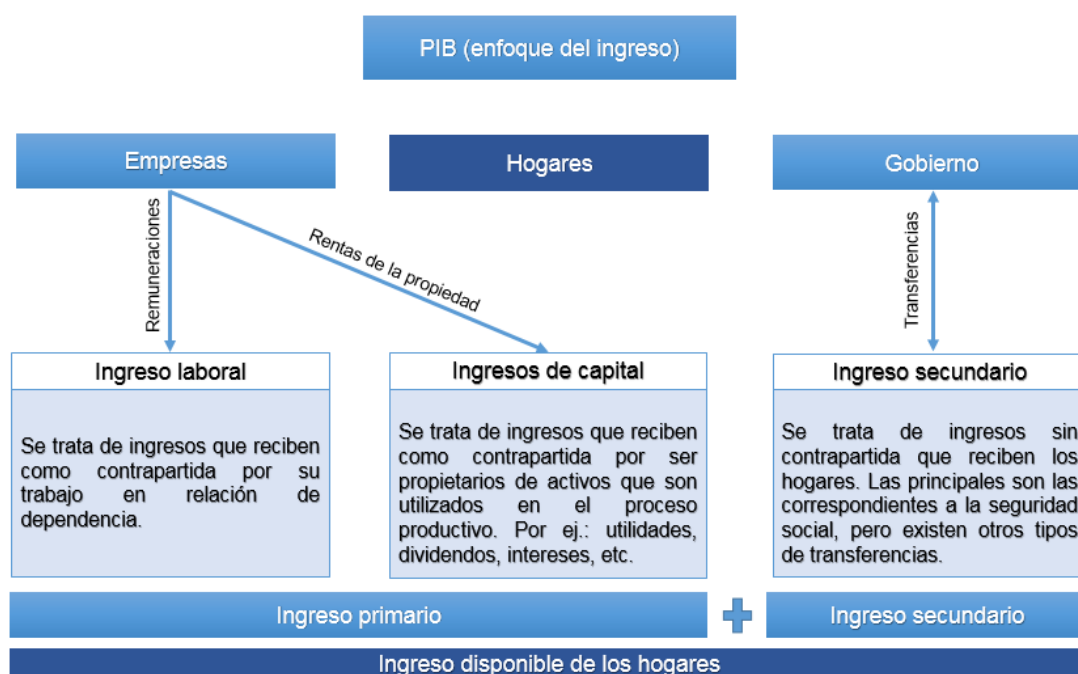 PIB (enfoque del ingreso)
Empresas
Hogares
Gobierno
Remuneraciones
Rentas de la propiedad
Transferencias
Ingreso laboral
Se trata de ingresos que reciben
como contrapartida por su
trabajo en relación de
dependencia.
Ingresos de capital
Se trata de ingresos que reciben
como contrapartida por ser
propietarios de activos que son
utilizados en el proceso
productivo. Por ej.: utilidades,
dividendos, intereses, etc.
Ingreso secundario
Se trata de ingresos sin
contrapartida que reciben los
hogares. Las principales son las
correspondientes a la seguridad
social, pero existen otros tipos
de transferencias.
Ingreso primario
Ingreso secundario
Ingreso disponible de los hogares